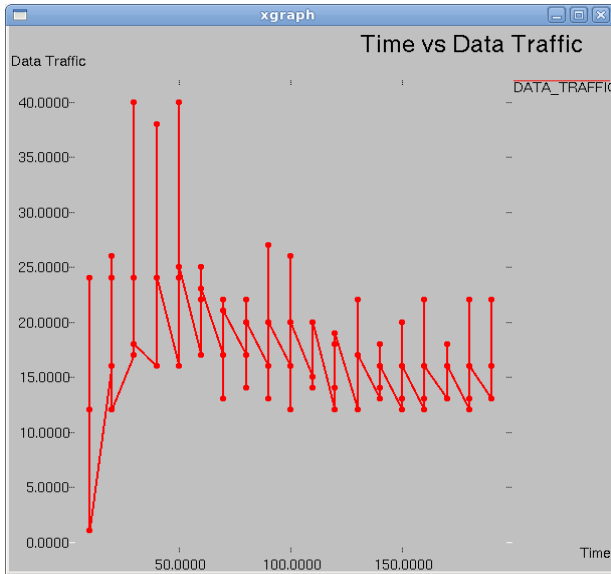 xgraph
Time vs Data Traffic
Data Traffic
DATA_TRAFFIC
40.0000
35.0000
30.0000
25.0000
20.0000
15.0000
10.0000
5.0000
0.0000
Time
50.0000 100.0000 150.0000